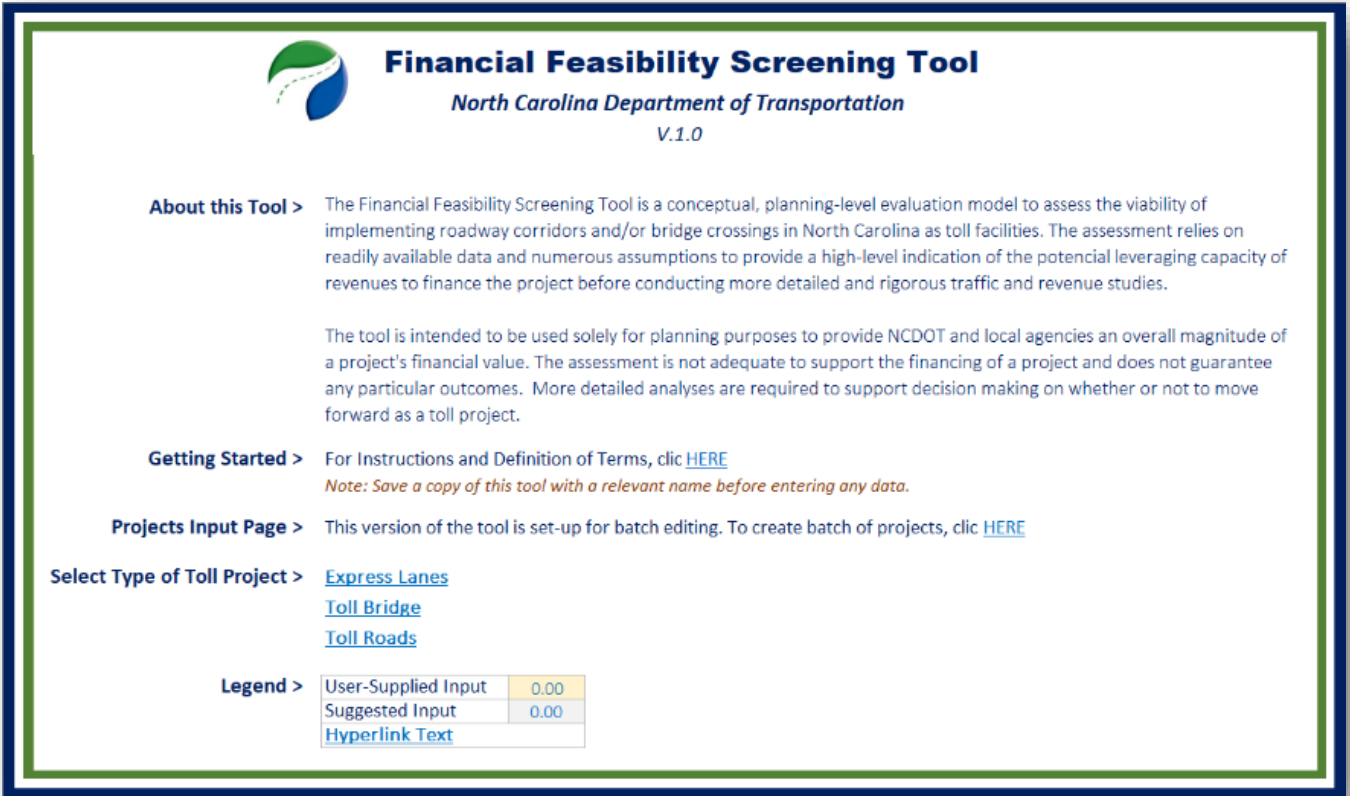 Financial Feasibility Screening Tool
North Carolina Department of Transportation
V.1.0
About this Tool > The Financial Feasibility Screening Tool is a conceptual, planning-level evaluation model to assess the viability of
implementing roadway corridors and/or bridge crossings in North Carolina as toll facilities. The assessment relies on
readily available data and numerous assumptions to provide a high-level indication of the potencial leveraging capacity of
revenues to finance the project before conducting more detailed and rigorous traffic and revenue studies.
The tool is intended to be used solely for planning purposes to provide NCDOT and local agencies an overall magnitude of
a project's financial value. The assessment is not adequate to support the financing of a project and does not guarantee
any particular outcomes.  More detailed analyses are required to support decision making on whether or not to move
forward as a toll project.
Getting Started > For Instructions and Definition of Terms, clic HERE
Note: Save a copy of this tool with a relevant name before entering any data.
Projects Input Page > This version of the tool is set-up for batch editing. To create batch of projects, clic HERE
Select Type of Toll Project > Express Lanes
Toll Bridge
Toll Roads
Legend > User-Supplied Input 0.00
Suggested Input 0.00
Hyperlink Text